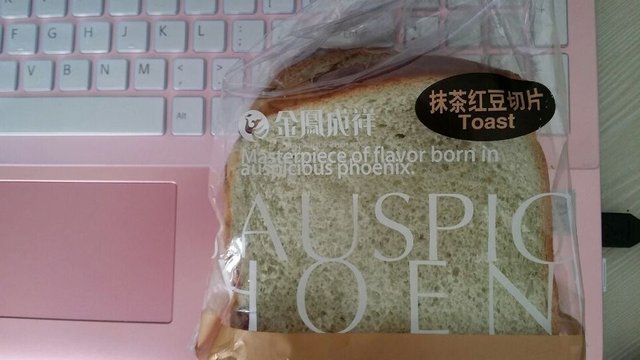 J K L ; "
V B N M < >
Alt
抹茶红豆切片
Toast
金鳳成祥
Masterpiece of flavor born in
auspicious phoenix.
AUSPIC
HOEN